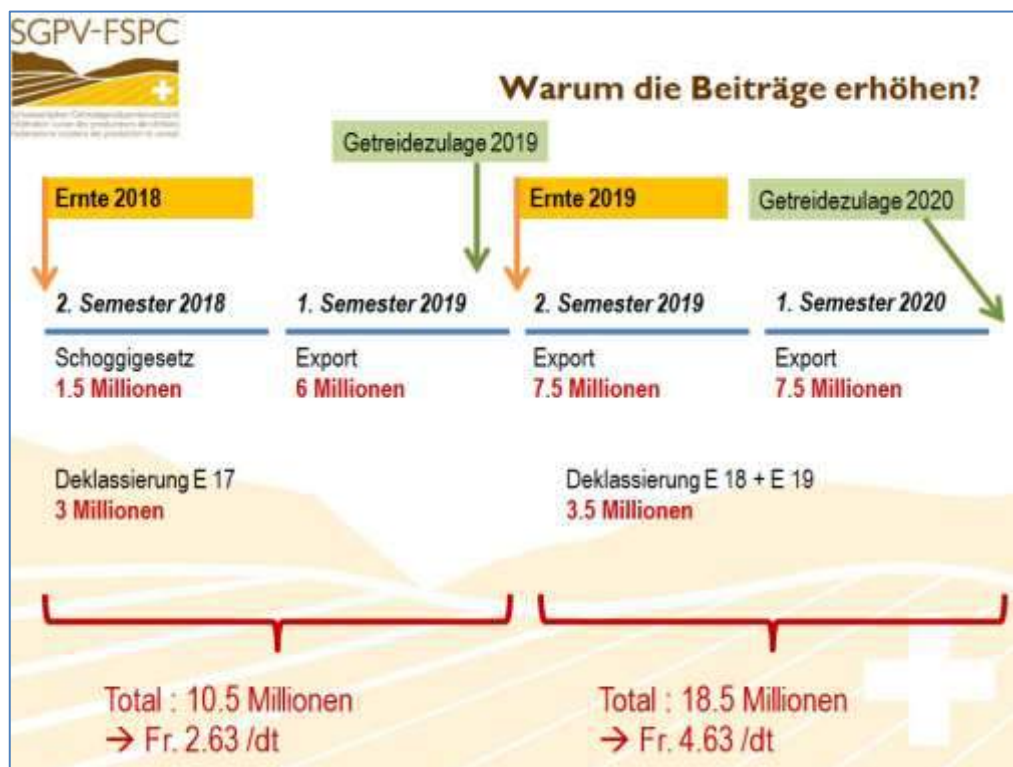 SGPV-FSPC
Warum die Beiträge erhöhen?
Getreidezulage 2019
Ernte 2018
Ernte 2019
Getreidezulage 2020
2. Semester 2018
1. Semester 2019
2. Semester 2019
1. Semester 2020
Schoggigesetz
1.5 Millionen
Export
6 Millionen
Export
7.5 Millionen
Export
7.5 Millionen
Deklassierung E 17
3 Millionen
Deklassierung E 18 + E 19
3.5 Millionen
Total : 10.5 Millionen
→ Fr. 2.63 /dt
Total : 18.5 Millionen
→ Fr. 4.63 /dt